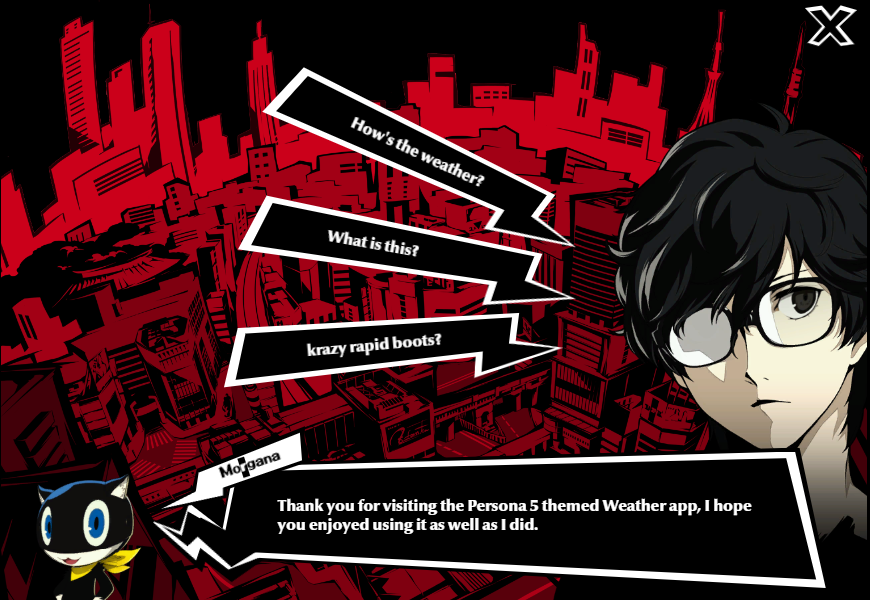 X
How's the weather?
What is this?
krazy rapid boots?
Morgana
Thank you for visiting the Persona 5 themed Weather app, I hope
you enjoyed using it as well as I did.